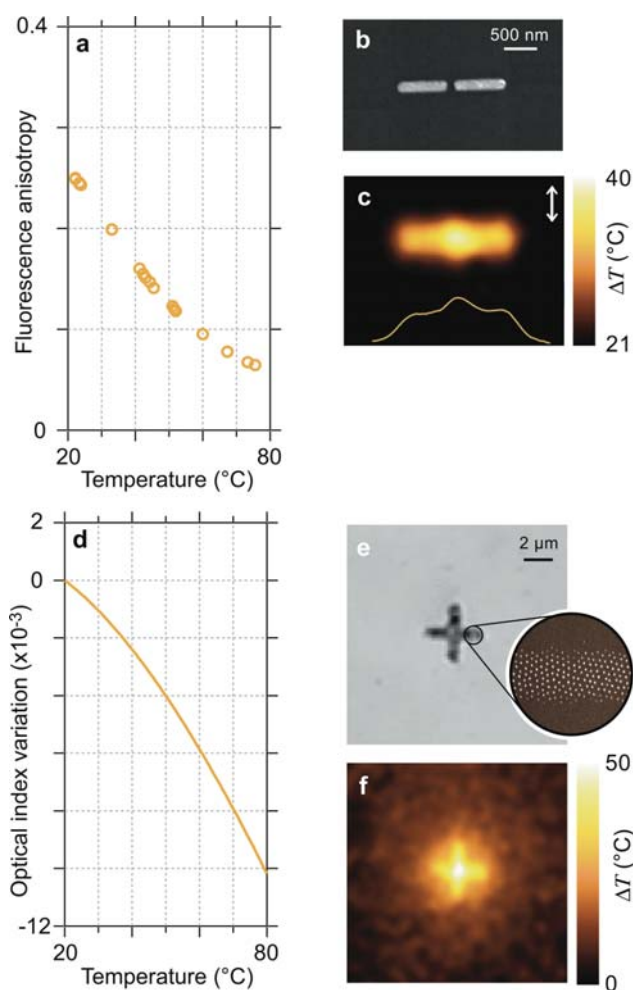 0.4
a
Fluorescence anisotropy
0
20
80
Temperature (°C)
b
500 nm
c
40
ΔT (°C)
21
2
d
0
Optical index variation (x10⁻³)
-12
20
80
Temperature (°C)
e
2 µm
f
50
ΔT (°C)
0